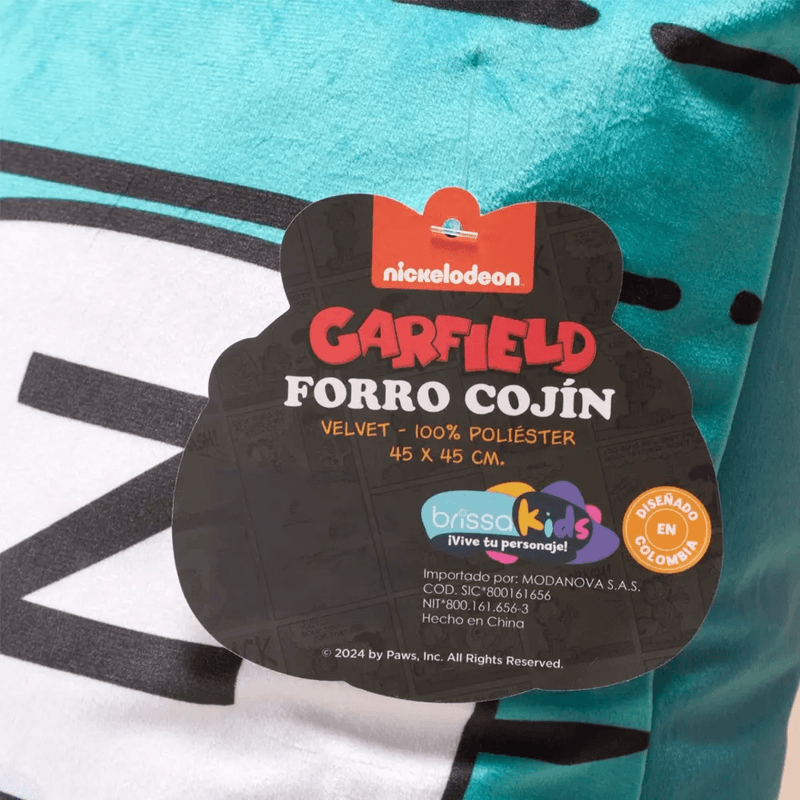 nickelodeon
GARFIELD
FORRO COJÍN
VELVET - 100% POLIÉSTER
45 X 45 CM.
brissa kids
¡Vive tu personaje!
DISEÑADO
EN
COLOMBIA
Importado por: MODANOVA S.A.S.
COD. SIC*800161656
NIT*800.161.656-3
Hecho en China
© 2024 by Paws, Inc. All Rights Reserved.
Z